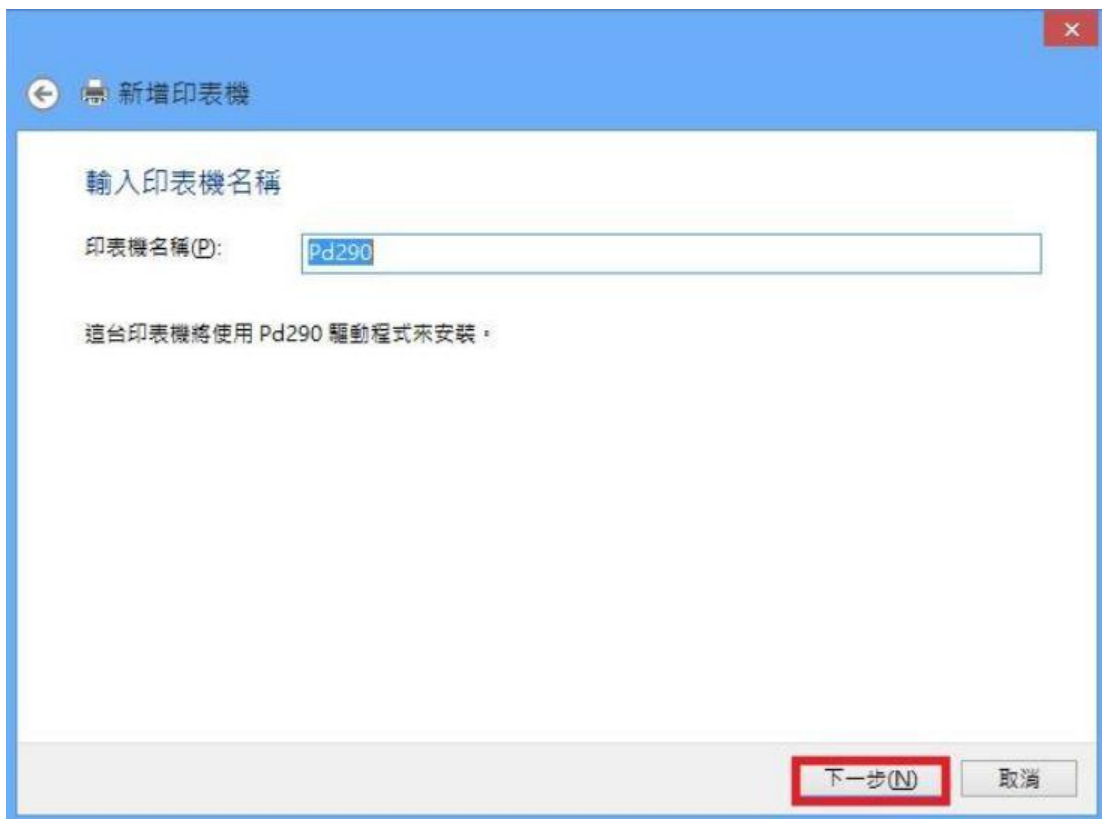 新增印表機
輸入印表機名稱
印表機名稱(P):
Pd290
這台印表機將使用 Pd290 驅動程式來安裝。
下一步(N)
取消